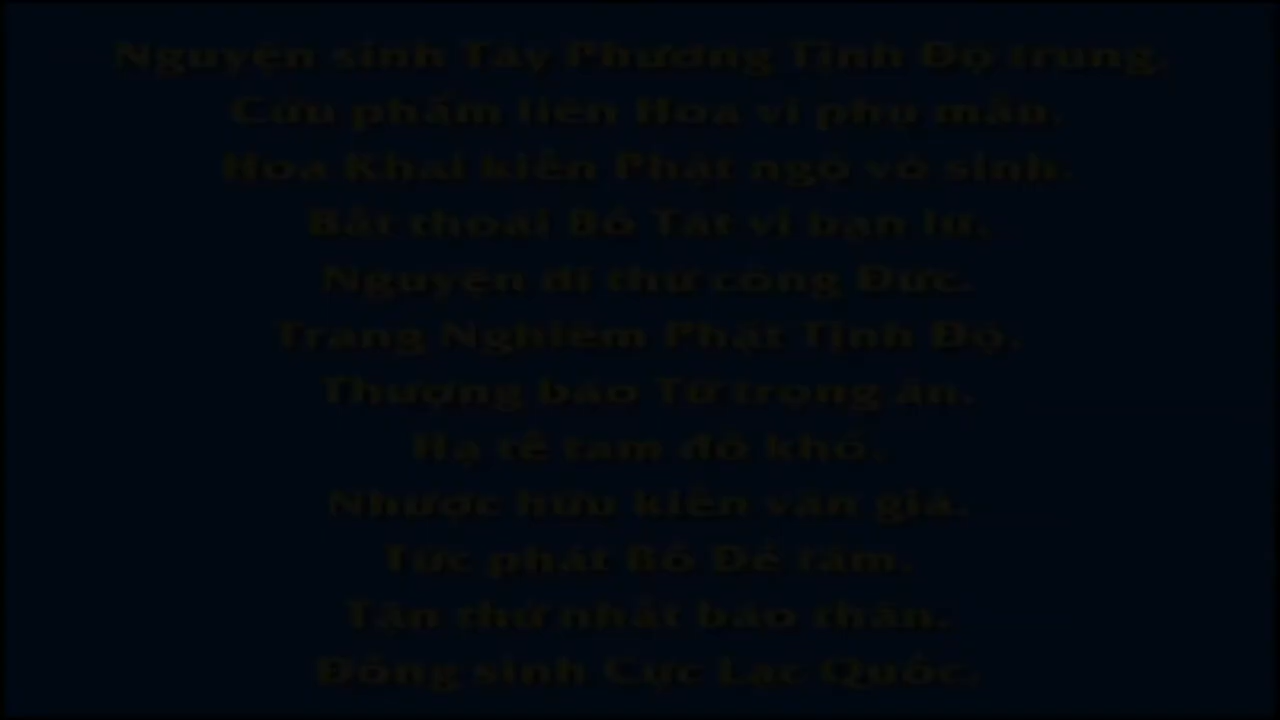 Nguyện sinh Tây Phương Tịnh Độ trung,
Cửu phẩm liên Hoa vi phụ mẫu,
Hoa Khai kiến Phật ngộ vô sinh,
Bất thoái Bồ Tát vi bạn lữ.
Nguyện dĩ thử công Đức,
Trang Nghiêm Phật Tịnh Độ,
Thượng báo Tứ trọng ân,
Hạ tế tam đồ khổ,
Nhược hữu kiến văn giả,
Tức phát Bồ Đề tâm,
Tận thử nhất báo thân,
Đồng sinh Cực Lạc Quốc.